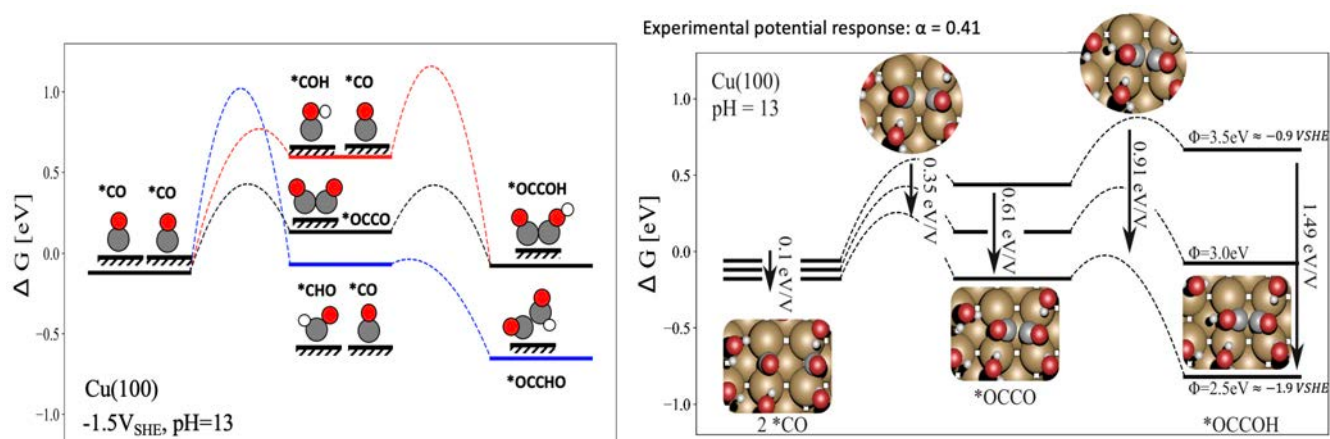 Experimental potential response: α = 0.41
*COH *CO
*CO *CO
*OCCO
*OCCOH
*CHO *CO
*OCCHO
Δ G [eV]
1.0
0.5
0.0
−0.5
−1.0
Cu(100)
-1.5V_SHE, pH=13
Cu(100)
pH = 13
Δ G [eV]
1.0
0.5
0.0
−0.5
−1.0
0.1 eV/V
0.35 eV/V
0.61 eV/V
0.91 eV/V
1.49 eV/V
Φ=3.5eV ≈ −0.9 VSHE
Φ=3.0eV
Φ=2.5eV ≈ −1.9 VSHE
2 *CO
*OCCO
*OCCOH